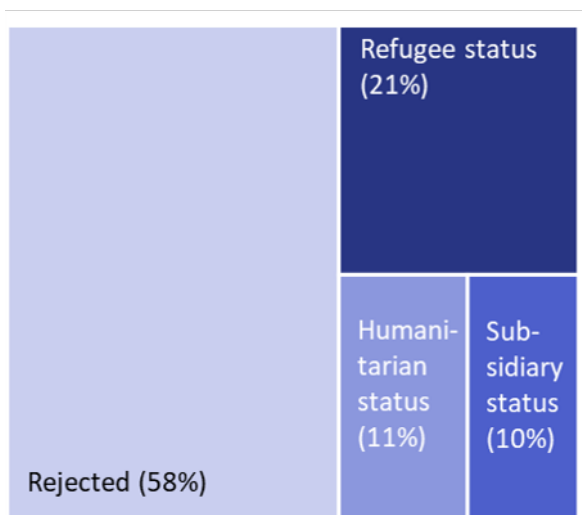 Refugee status
(21%)
Humani-
tarian
status
(11%)
Sub-
sidiary
status
(10%)
Rejected (58%)